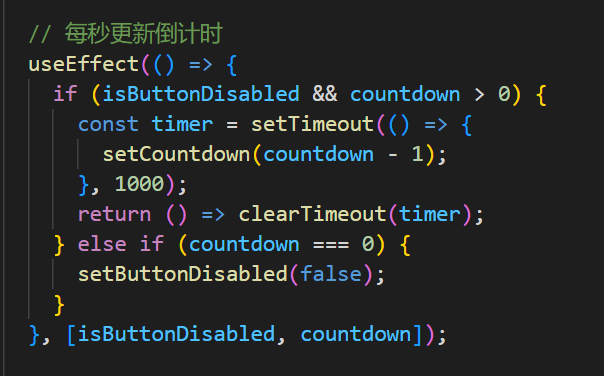 // 每秒更新倒计时
useEffect(() => {
  if (isButtonDisabled && countdown > 0) {
    const timer = setTimeout(() => {
      setCountdown(countdown - 1);
    }, 1000);
    return () => clearTimeout(timer);
  } else if (countdown === 0) {
    setButtonDisabled(false);
  }
}, [isButtonDisabled, countdown]);